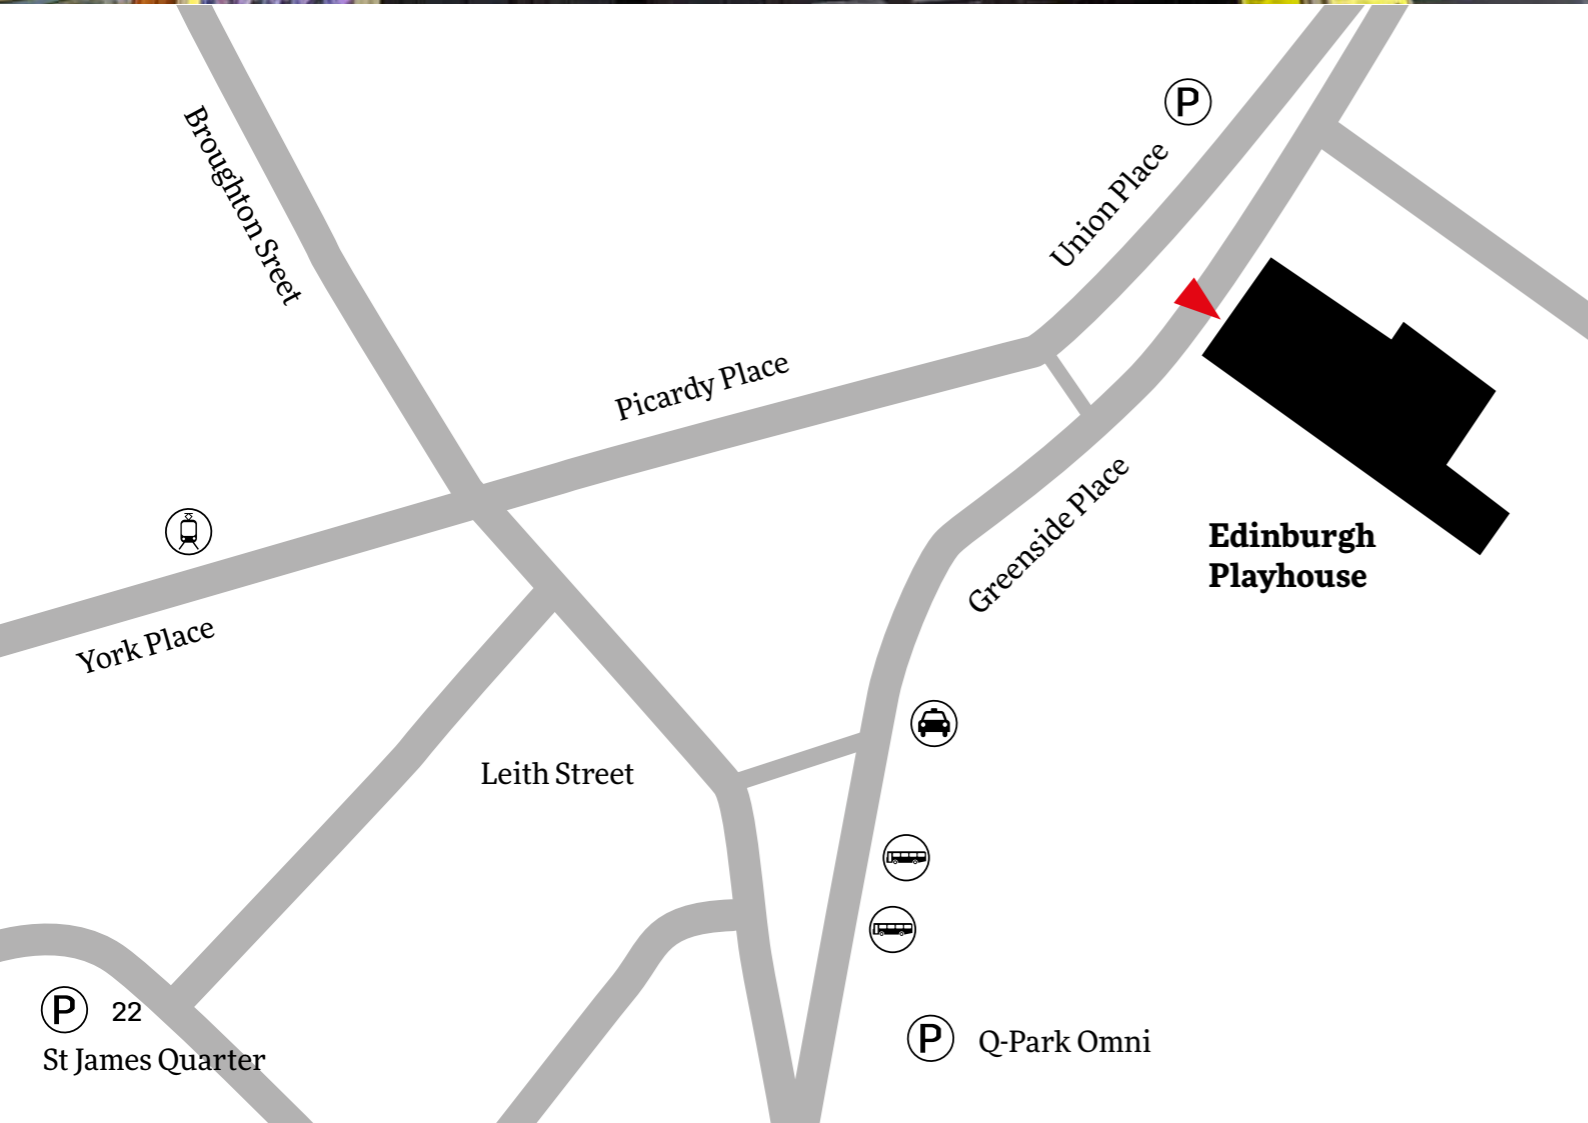 P
Broughton Sreet
Union Place
Picardy Place
Greenside Place
Edinburgh
Playhouse
York Place
Leith Street
P 22
St James Quarter
P Q-Park Omni